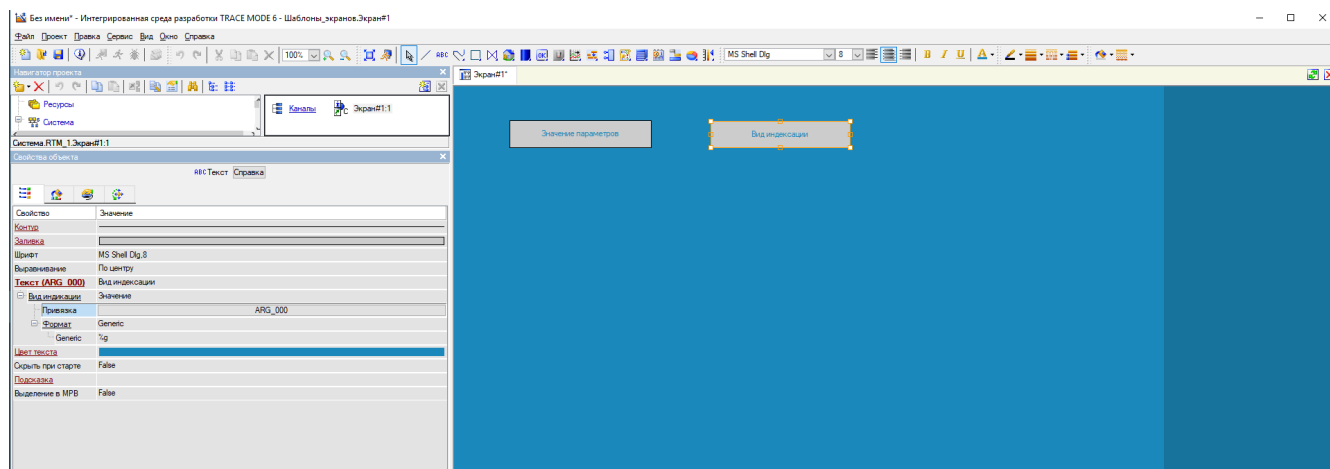 Без имени* - Интегрированная среда разработки TRACE MODE 6 - Шаблоны_экранов.Экран#1
Файл Проект Правка Сервис Вид Окно Справка
100% ABC OK MS Shell Dlg 8 B I U A
Навигатор проекта
Экран#1*
Ресурсы
Система
Каналы
Экран#1:1
Система.RTM_1.Экран#1:1
Свойства объекта
ABC Текст Справка
Свойство Значение
Контур
Заливка
Шрифт MS Shell Dlg,8
Выравнивание По центру
Текст (ARG_000) Вид индексации
Вид индикации Значение
Привязка ARG_000
Формат Generic
Generic %g
Цвет текста
Скрыть при старте False
Подсказка
Выделение в МРВ False
Значение параметров
Вид индексации